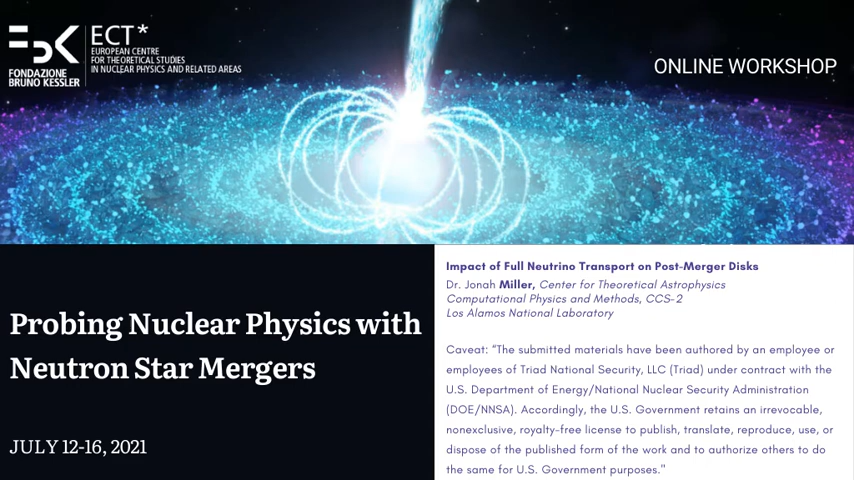 FONDAZIONE
BRUNO KESSLER
ECT*
EUROPEAN CENTRE
FOR THEORETICAL STUDIES
IN NUCLEAR PHYSICS AND RELATED AREAS
ONLINE WORKSHOP
Probing Nuclear Physics with
Neutron Star Mergers
JULY 12-16, 2021
Impact of Full Neutrino Transport on Post-Merger Disks
Dr. Jonah Miller, Center for Theoretical Astrophysics
Computational Physics and Methods, CCS-2
Los Alamos National Laboratory
Caveat: "The submitted materials have been authored by an employee or
employees of Triad National Security, LLC (Triad) under contract with the
U.S. Department of Energy/National Nuclear Security Administration
(DOE/NNSA). Accordingly, the U.S. Government retains an irrevocable,
nonexclusive, royalty-free license to publish, translate, reproduce, use, or
dispose of the published form of the work and to authorize others to do
the same for U.S. Government purposes."